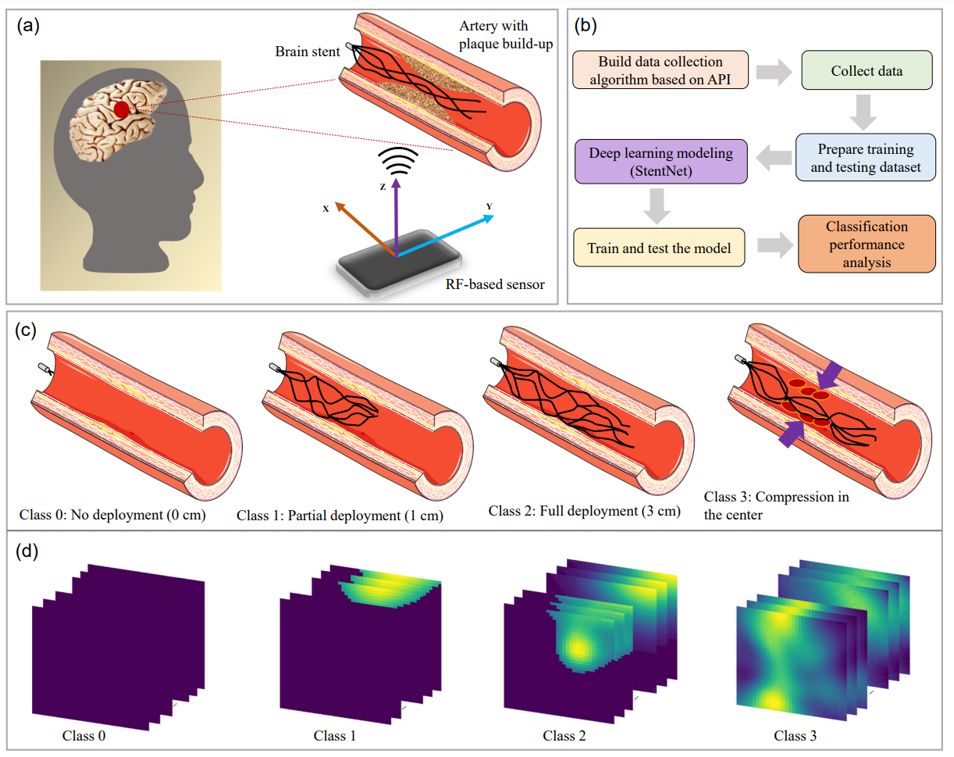 (a)
Brain stent
Artery with
plaque build-up
X
Z
Y
RF-based sensor
(b)
Build data collection
algorithm based on API
Collect data
Deep learning modeling
(StentNet)
Prepare training
and testing dataset
Train and test the model
Classification
performance
analysis
(c)
Class 0: No deployment (0 cm)
Class 1: Partial deployment (1 cm)
Class 2: Full deployment (3 cm)
Class 3: Compression in
the center
(d)
Class 0
Class 1
Class 2
Class 3